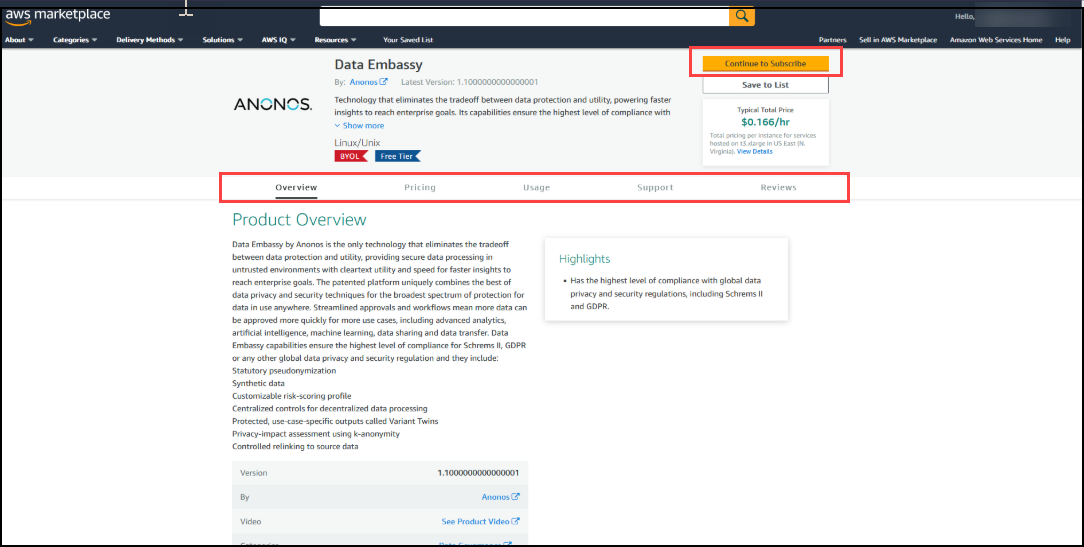 aws marketplace
Hello,
About Categories Delivery Methods Solutions AWS IQ Resources Your Saved List Partners Sell in AWS Marketplace Amazon Web Services Home Help
ANONOS.
Data Embassy
By: Anonos Latest Version: 1.1000000000000001
Technology that eliminates the tradeoff between data protection and utility, powering faster
insights to reach enterprise goals. Its capabilities ensure the highest level of compliance with
Show more
Linux/Unix
BYOL Free Tier
Continue to Subscribe
Save to List
Typical Total Price
$0.166/hr
Total pricing per instance for services
hosted on t3.xlarge in US East (N.
Virginia). View Details
Overview Pricing Usage Support Reviews
Product Overview
Data Embassy by Anonos is the only technology that eliminates the tradeoff
between data protection and utility, providing secure data processing in
untrusted environments with cleartext utility and speed for faster insights to
reach enterprise goals. The patented platform uniquely combines the best of
data privacy and security techniques for the broadest spectrum of protection for
data in use anywhere. Streamlined approvals and workflows mean more data can
be approved more quickly for more use cases, including advanced analytics,
artificial intelligence, machine learning, data sharing and data transfer. Data
Embassy capabilities ensure the highest level of compliance for Schrems II, GDPR
or any other global data privacy and security regulation and they include:
Statutory pseudonymization
Synthetic data
Customizable risk-scoring profile
Centralized controls for decentralized data processing
Protected, use-case-specific outputs called Variant Twins
Privacy-impact assessment using k-anonymity
Controlled relinking to source data
Highlights
• Has the highest level of compliance with global data
privacy and security regulations, including Schrems II
and GDPR.
Version 1.1000000000000001
By Anonos
Video See Product Video